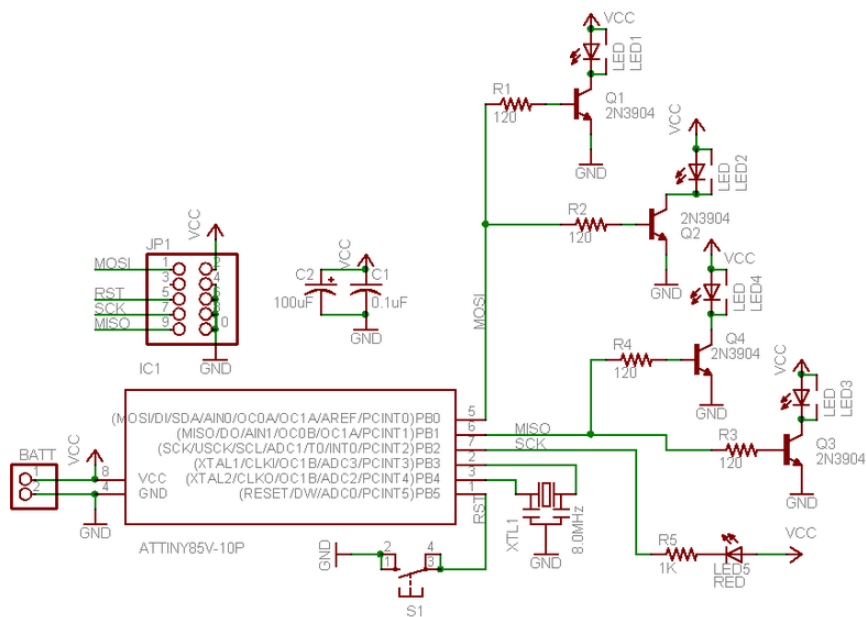 VCC
LED
LED1
R1
120
Q1
2N3904
GND
VCC
LED
LED2
R2
120
2N3904
Q2
GND
VCC
LED
LED4
R4
120
Q4
2N3904
GND
VCC
LED
LED3
R3
120
Q3
2N3904
GND
VCC
JP1
MOSI 1 2
3 4
RST 5 6
SCK 7 8
MISO 9 10
GND
VCC
C2
C1
100uF
0.1uF
GND
IC1
MOSI
(MOSI/DI/SDA/AIN0/OC0A/OC1A/AREF/PCINT0)PB0 5
(MISO/DO/AIN1/OC0B/OC1A/PCINT1)PB1 6 MISO
(SCK/USCK/SCL/ADC1/T0/INT0/PCINT2)PB2 7 SCK
(XTAL1/CLKI/OC1B/ADC3/PCINT3)PB3 2
(XTAL2/CLKO/OC1B/ADC2/PCINT4)PB4 3
(RESET/DW/ADC0/PCINT5)PB5 1
RST
BATT
1
2
VCC
8 VCC
4 GND
GND
ATTINY85V-10P
XTL1
8.0MHz
GND
GND
2 4
1 3
S1
R5
1K
LED5
RED
VCC